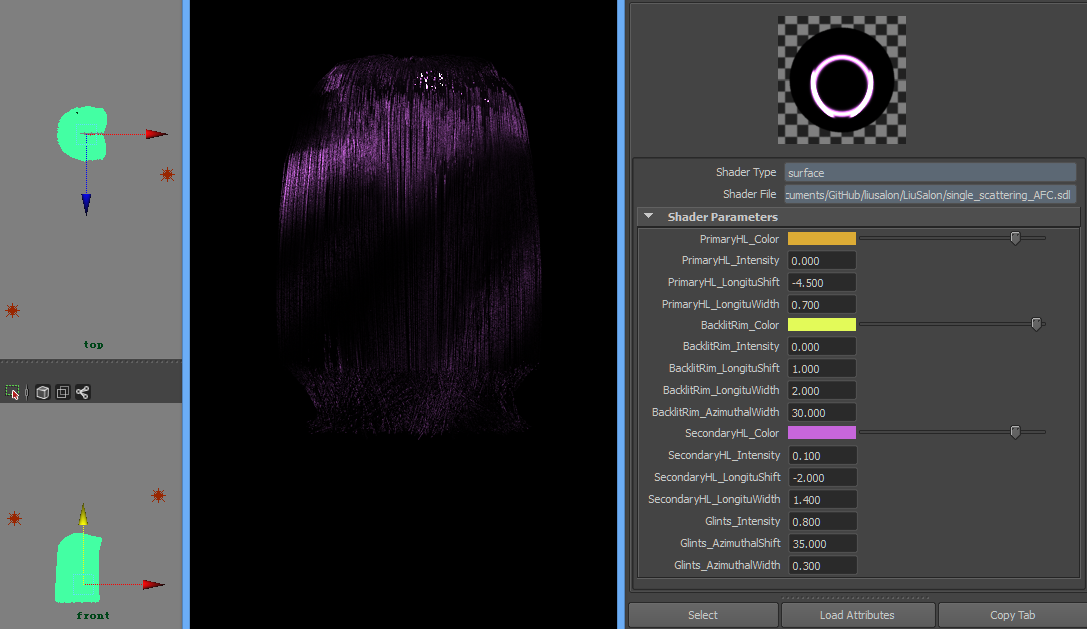 top
front
Shader Type surface
Shader File cuments/GitHub/liusalon/LiuSalon/single_scattering_AFC.sdl
Shader Parameters
PrimaryHL_Color
PrimaryHL_Intensity 0.000
PrimaryHL_LongituShift -4.500
PrimaryHL_LongituWidth 0.700
BacklitRim_Color
BacklitRim_Intensity 0.000
BacklitRim_LongituShift 1.000
BacklitRim_LongituWidth 2.000
BacklitRim_AzimuthalWidth 30.000
SecondaryHL_Color
SecondaryHL_Intensity 0.100
SecondaryHL_LongituShift -2.000
SecondaryHL_LongituWidth 1.400
Glints_Intensity 0.800
Glints_AzimuthalShift 35.000
Glints_AzimuthalWidth 0.300
Select Load Attributes Copy Tab